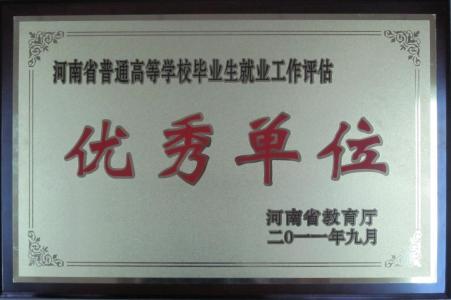 河南省普通高等学校毕业生就业工作评估
优秀单位
河南省教育厅
二0一一年九月